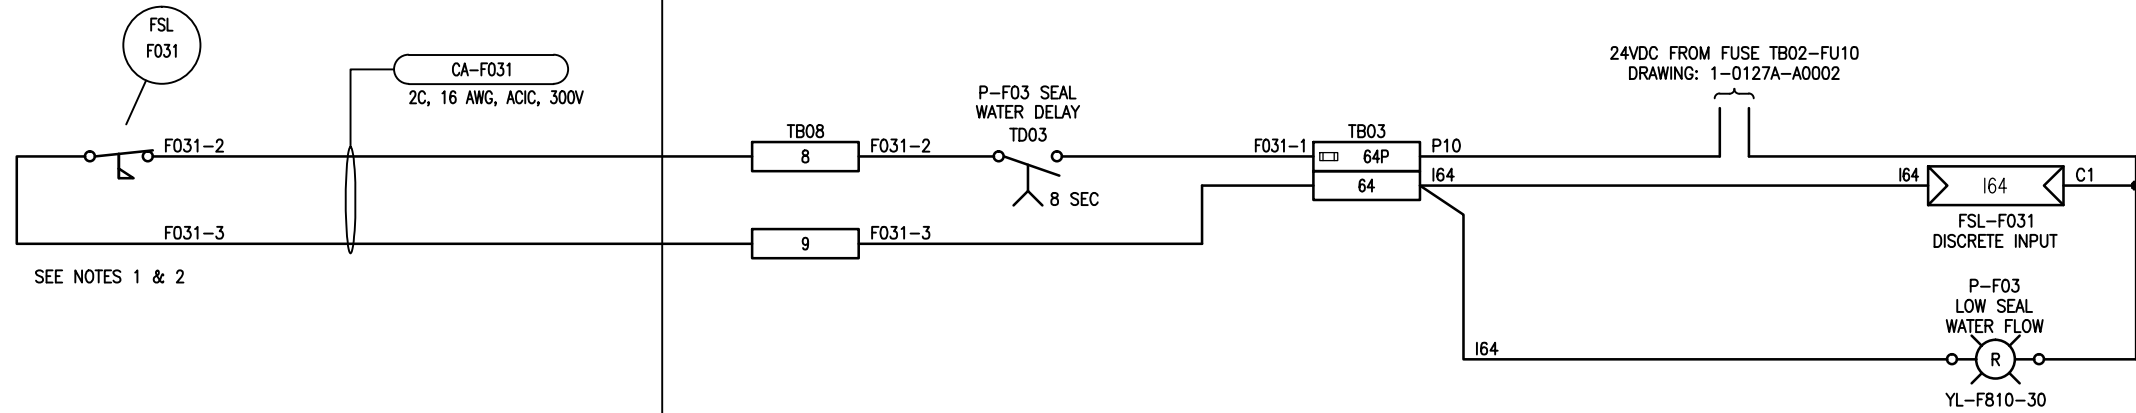 FSL
F031
CA-F031
2C, 16 AWG, ACIC, 300V
F031-2
F031-3
SEE NOTES 1 & 2
TB08
8
F031-2
9
F031-3
P-F03 SEAL
WATER DELAY
TD03
8 SEC
F031-1
TB03
64P
64
P10
I64
24VDC FROM FUSE TB02-FU10
DRAWING: 1-0127A-A0002
I64
I64
C1
FSL-F031
DISCRETE INPUT
P-F03
LOW SEAL
WATER FLOW
I64
R
YL-F810-30